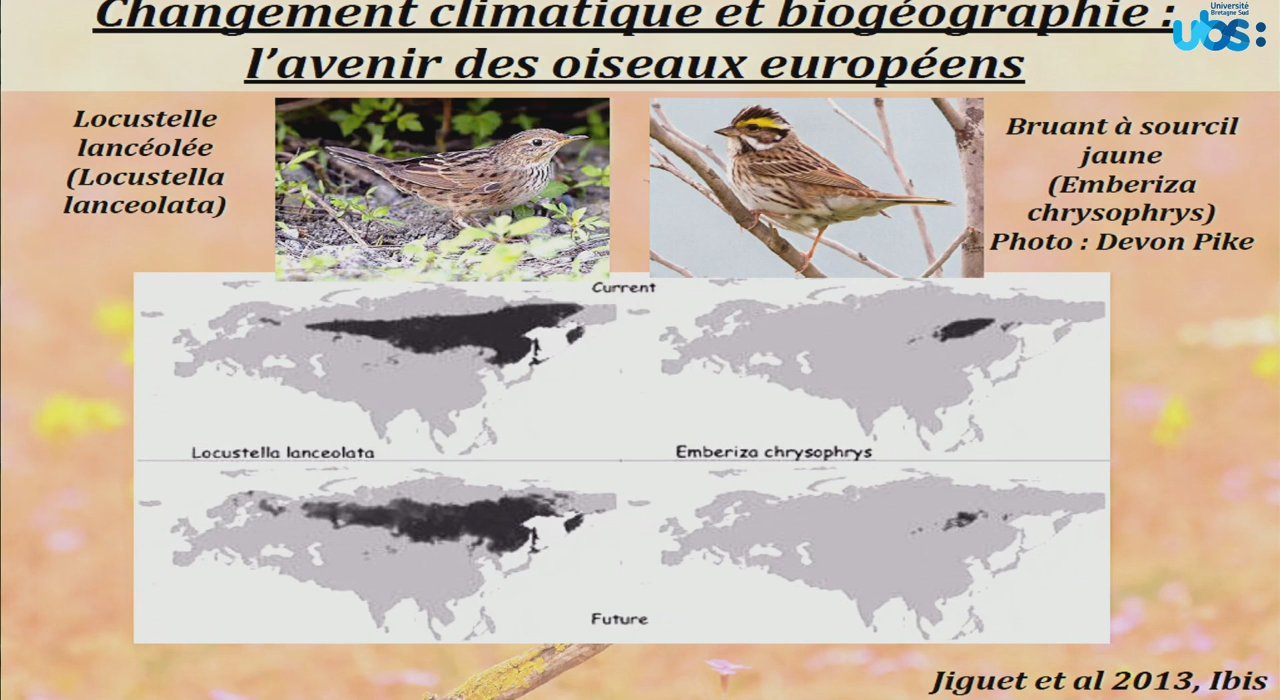 Changement climatique et biogéographie :
l'avenir des oiseaux européens
Université
Bretagne Sud
ubs:
Locustelle
lancéolée
(Locustella
lanceolata)
Bruant à sourcil
jaune
(Emberiza
chrysophrys)
Photo : Devon Pike
Current
Locustella lanceolata
Emberiza chrysophrys
Future
Jiguet et al 2013, Ibis